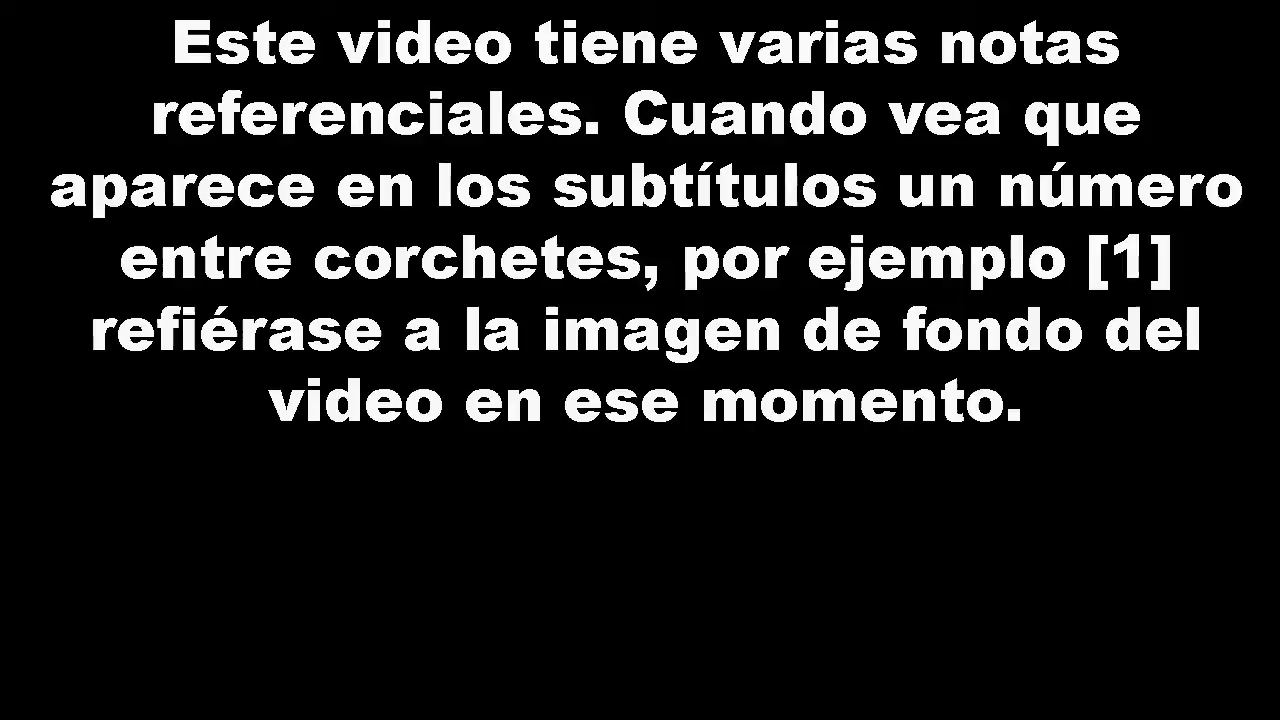 Este video tiene varias notas
referenciales. Cuando vea que
aparece en los subtítulos un número
entre corchetes, por ejemplo [1]
refiérase a la imagen de fondo del
video en ese momento.